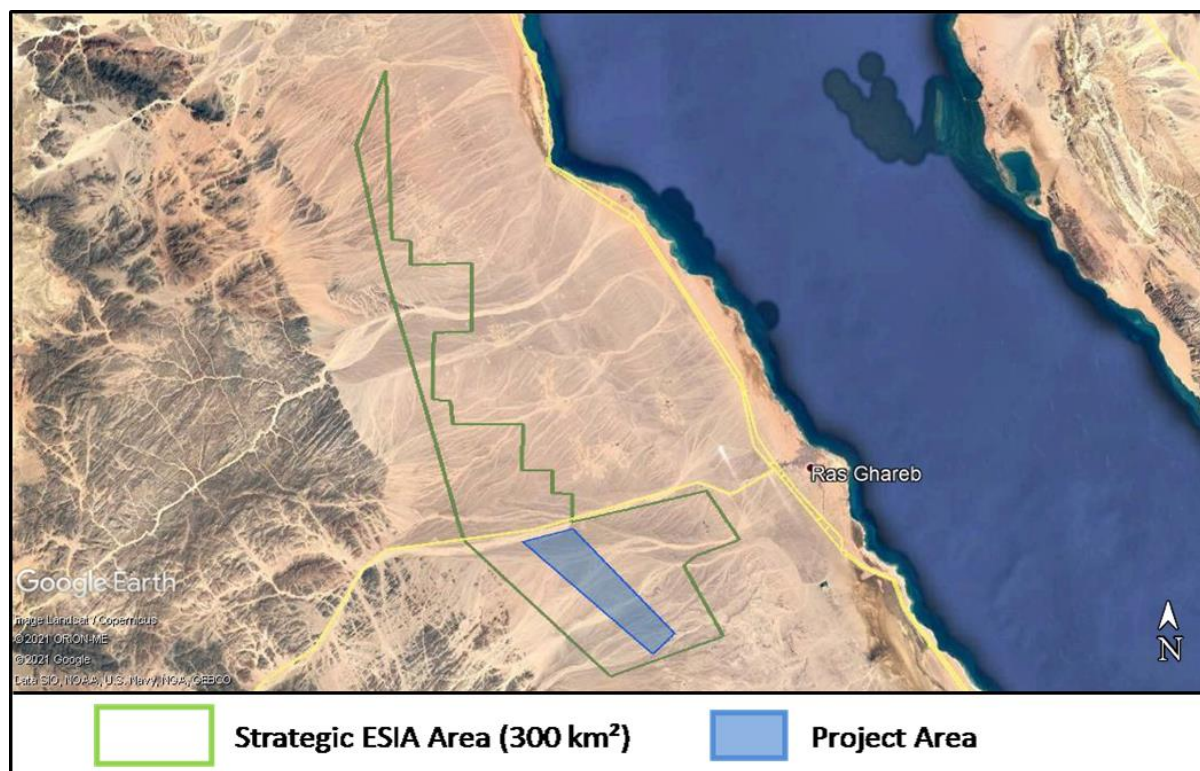 Ras Ghareb
Google Earth
Image Landsat / Copernicus
©2021 ORION-ME
©2021 Google
Data SIO, NOAA, U.S. Navy, NGA, GEBCO
N
Strategic ESIA Area (300 km²)
Project Area